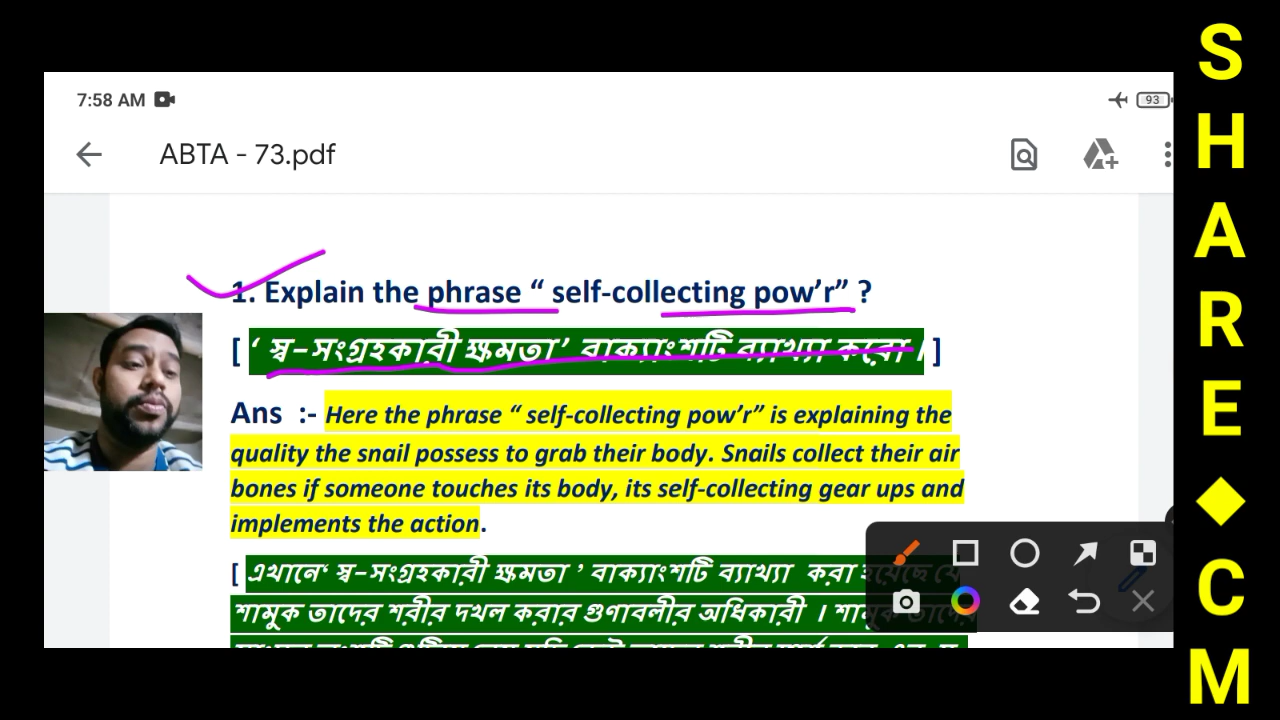 7:58 AM
93
ABTA - 73.pdf
1. Explain the phrase “ self-collecting pow’r” ?
[ ‘ স্ব-সংগ্রহকারী ক্ষমতা’ বাক্যাংশটি ব্যাখ্যা করো । ]
Ans :- Here the phrase “ self-collecting pow’r” is explaining the
quality the snail possess to grab their body. Snails collect their air
bones if someone touches its body, its self-collecting gear ups and
implements the action.
[ এখানে‘ স্ব-সংগ্রহকারী ক্ষমতা ’ বাক্যাংশটি ব্যাখ্যা করা হয়েছে যে
শামুক তাদের শরীর দখল করার গুণাবলীর অধিকারী । শামুক তাদের
SHARE◆CM